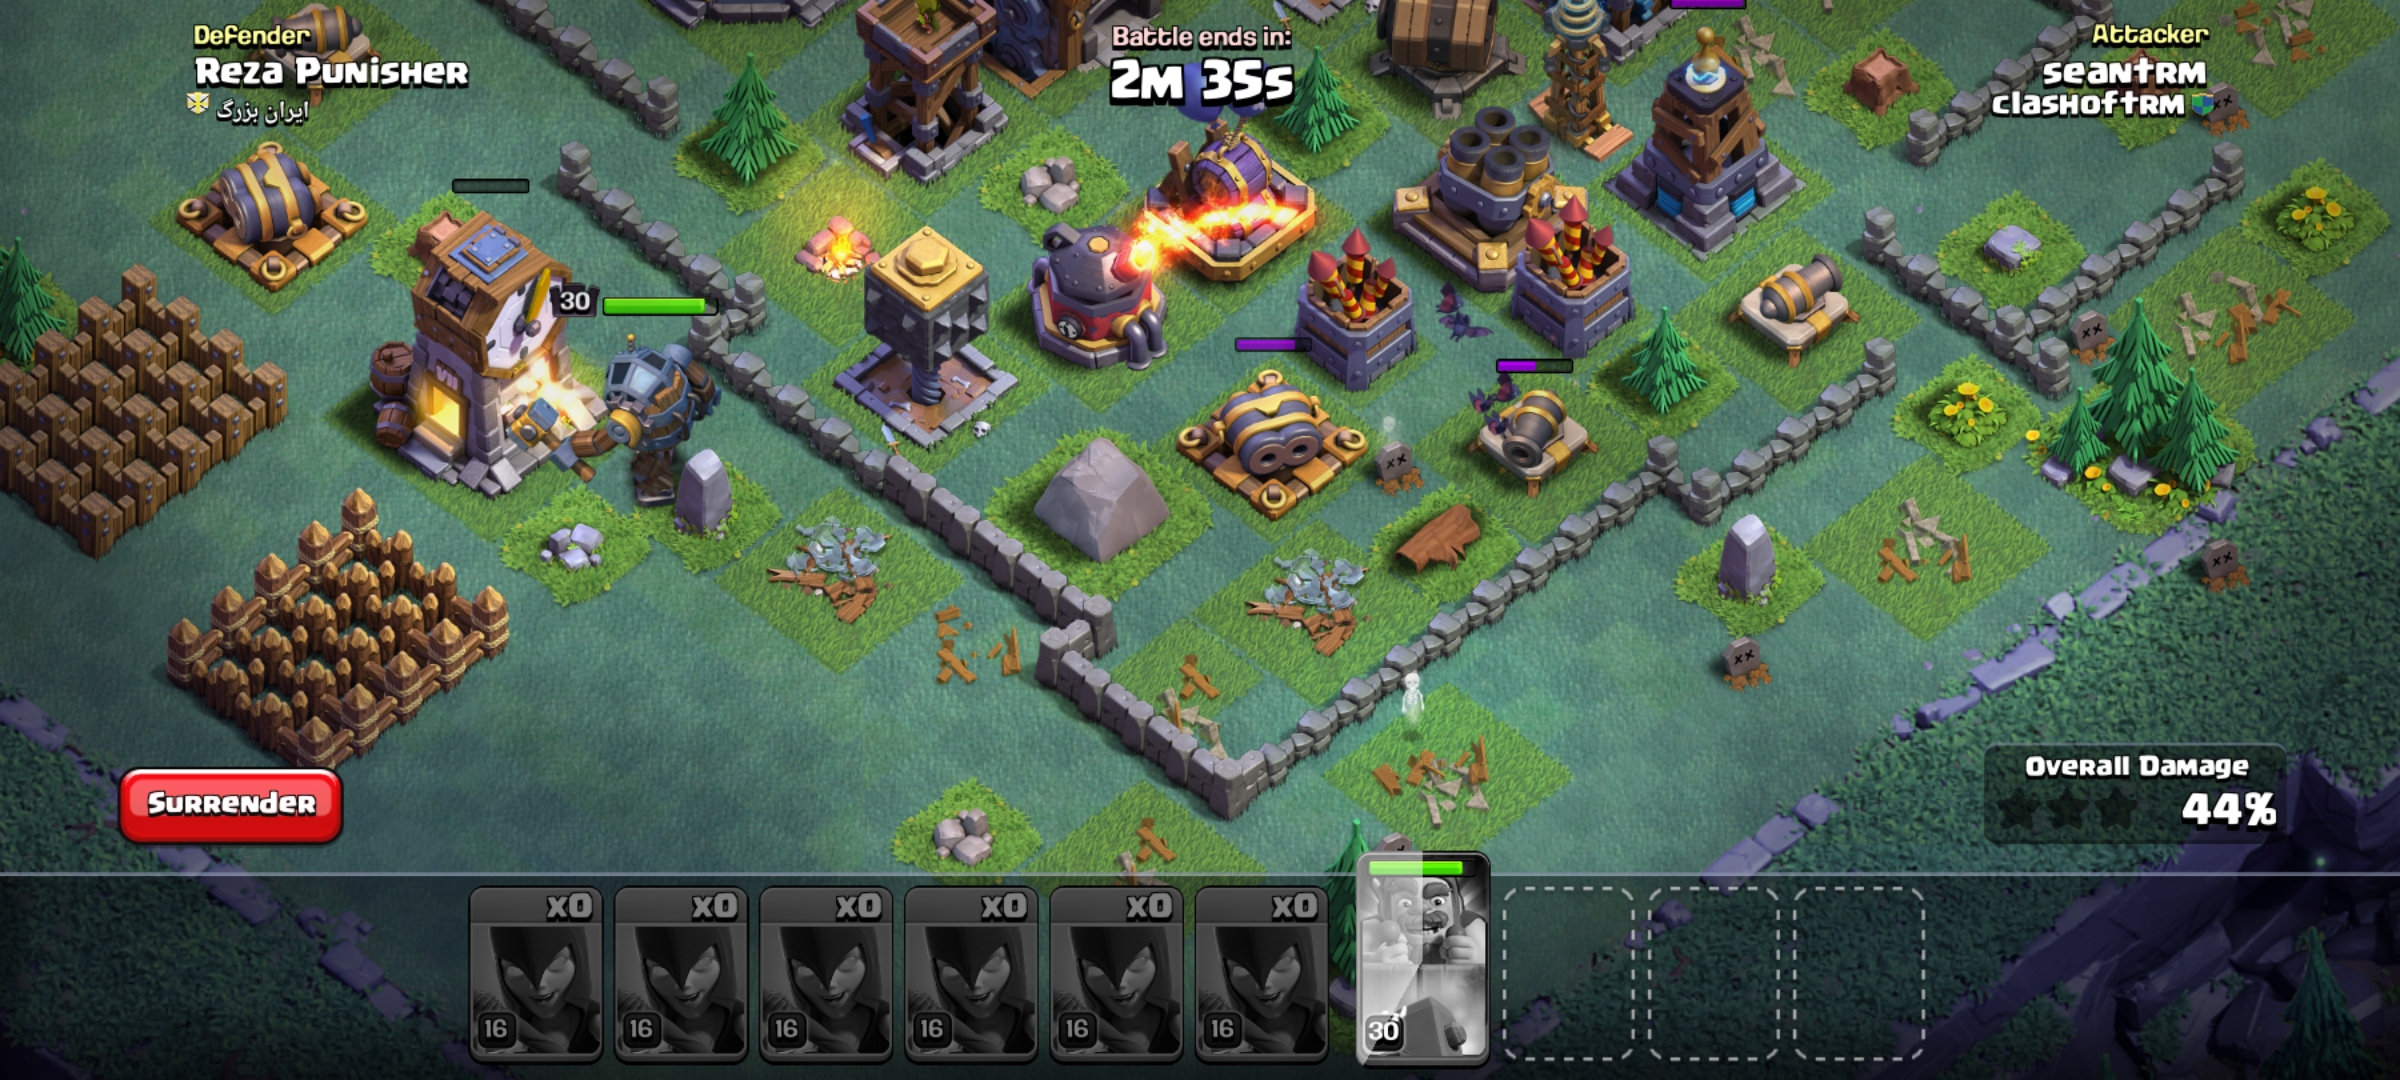 Defender
Reza Punisher
ایران بزرگ
Battle ends in:
2M 35s
Attacker
seantRM
clashoftRM
30
VII
Surrender
Overall Damage
44%
x0 x0 x0 x0 x0 x0
16 16 16 16 16 16 30